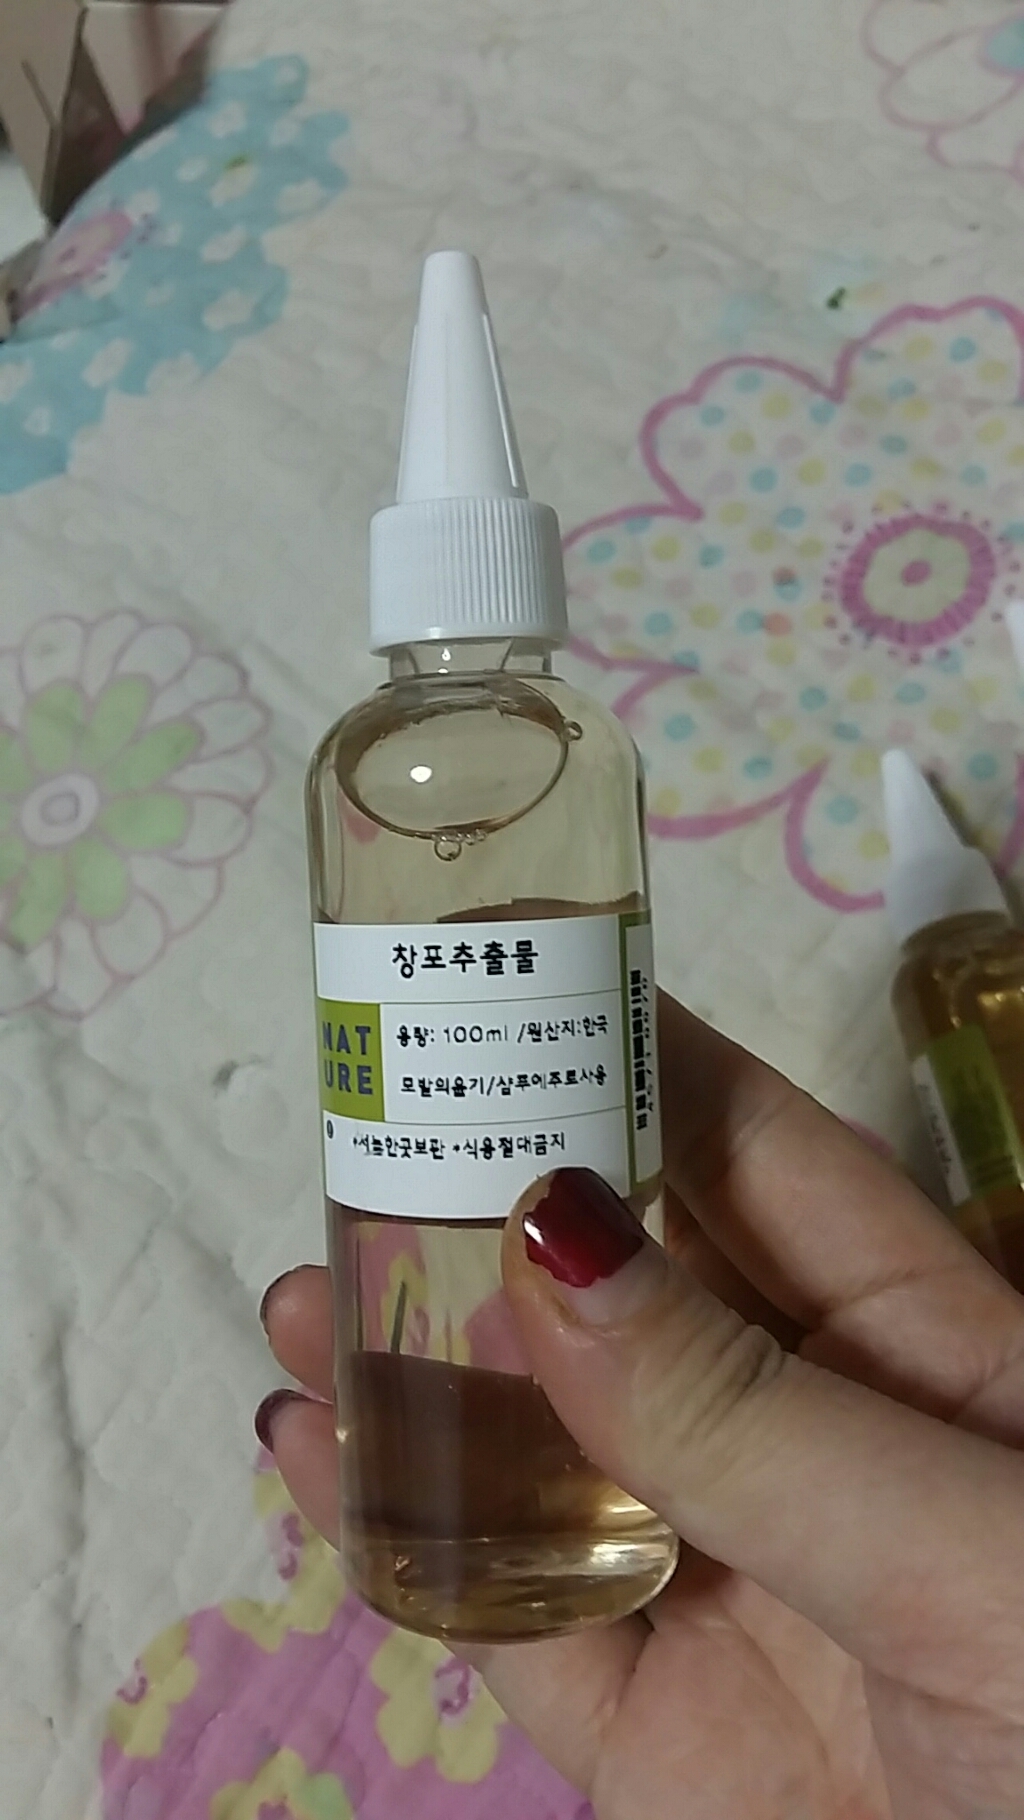 창포추출물
NAT
URE
용량: 100ml /원산지:한국
모발의윤기/샴푸에주로사용
*서늘한곳보관 *식용절대금지